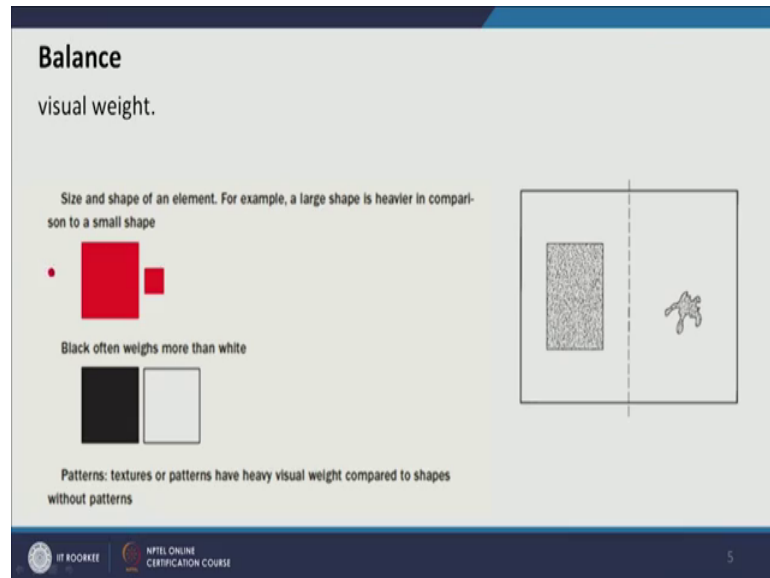 Balance
visual weight.
Size and shape of an element. For example, a large shape is heavier in compari-
son to a small shape
Black often weighs more than white
Patterns: textures or patterns have heavy visual weight compared to shapes
without patterns
IIT ROORKEE
NPTEL ONLINE
CERTIFICATION COURSE
5